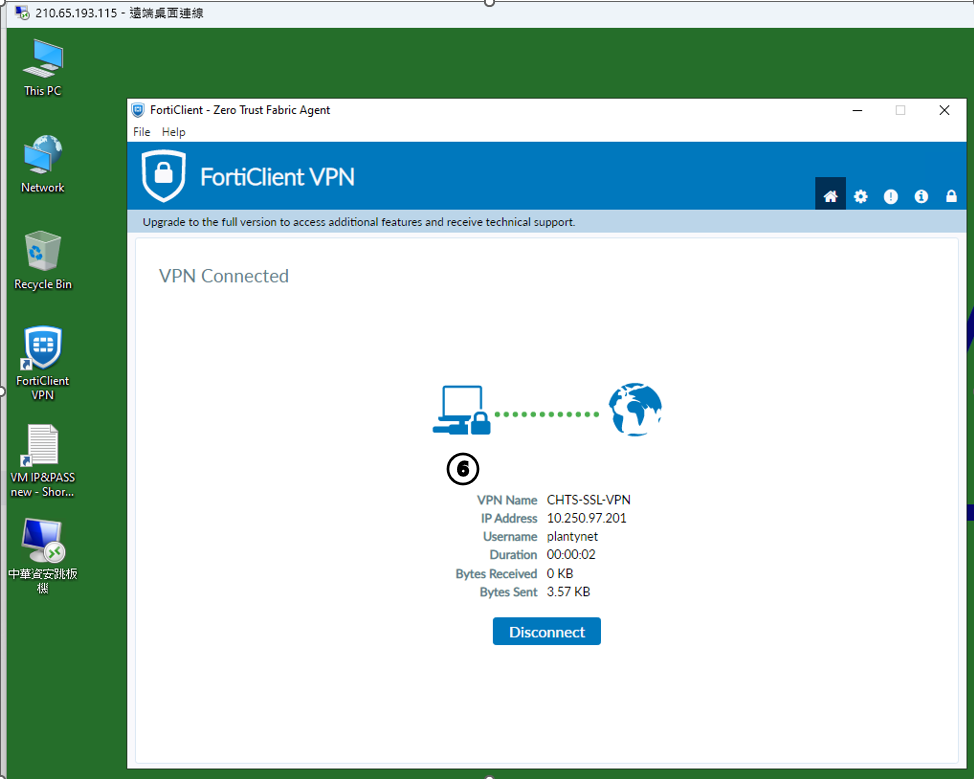 210.65.193.115 - 遠端桌面連線
This PC
Network
Recycle Bin
FortiClient
VPN
VM IP&PASS
new - Shor...
中華資安跳板
機
FortiClient - Zero Trust Fabric Agent
File Help
FortiClient VPN
Upgrade to the full version to access additional features and receive technical support.
VPN Connected
6
VPN Name CHTS-SSL-VPN
IP Address 10.250.97.201
Username plantynet
Duration 00:00:02
Bytes Received 0 KB
Bytes Sent 3.57 KB
Disconnect